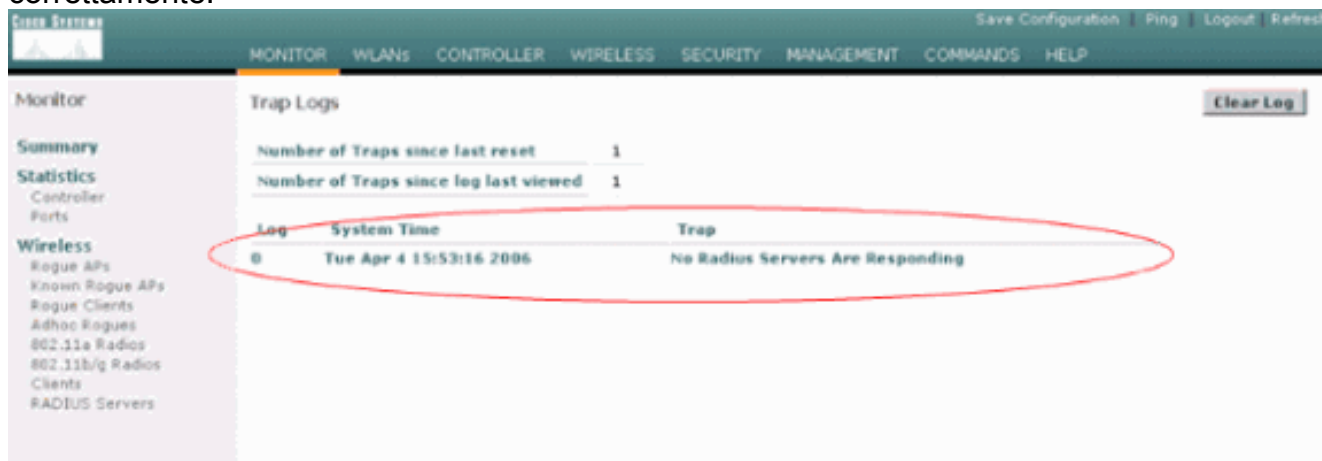 correttamente.
CISCO SYSTEMS
Save Configuration | Ping | Logout | Refresh
MONITOR WLANs CONTROLLER WIRELESS SECURITY MANAGEMENT COMMANDS HELP
Monitor
Summary
Statistics
Controller
Ports
Wireless
Rogue APs
Known Rogue APs
Rogue Clients
Adhoc Rogues
802.11a Radios
802.11b/g Radios
Clients
RADIUS Servers
Trap Logs
Clear Log
Number of Traps since last reset 1
Number of Traps since log last viewed 1
Log System Time Trap
0 Tue Apr 4 15:53:16 2006 No Radius Servers Are Responding